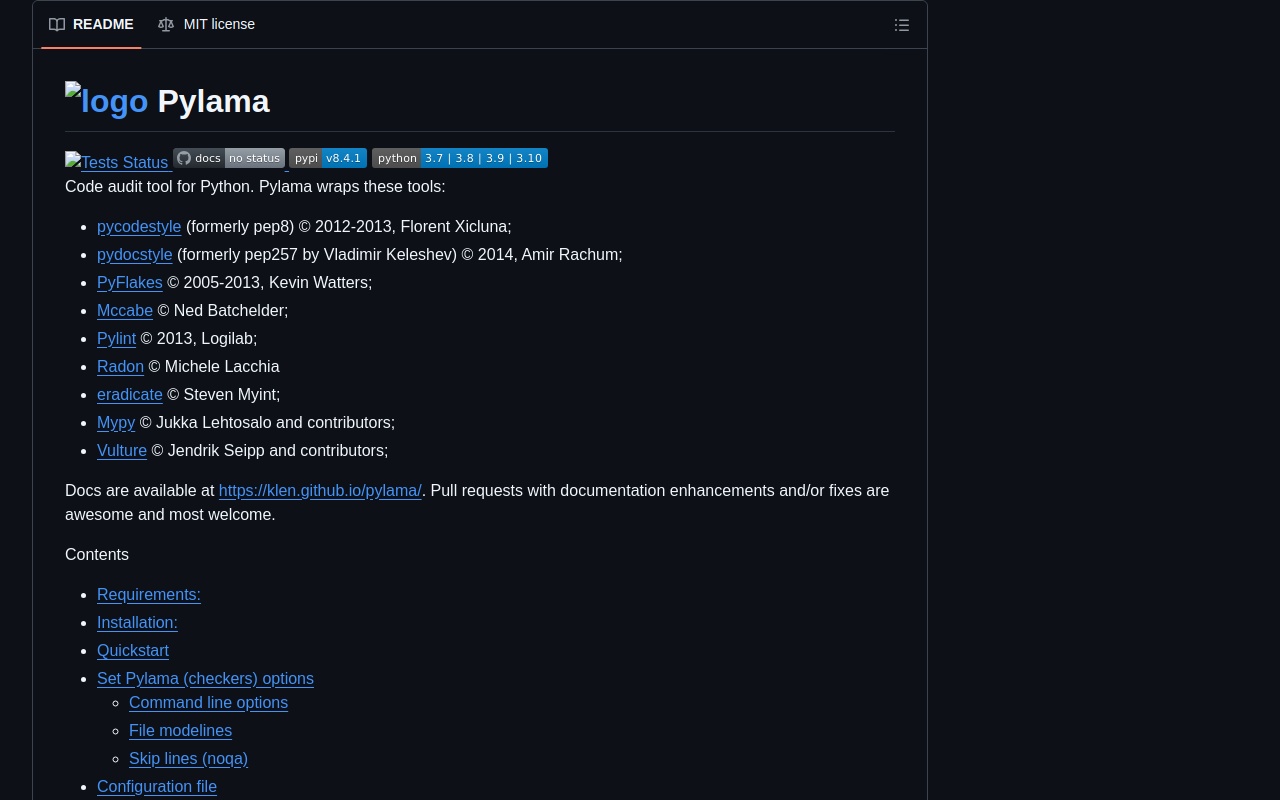 README MIT license
logo Pylama
Tests Status docs no status pypi v8.4.1 python 3.7 | 3.8 | 3.9 | 3.10
Code audit tool for Python. Pylama wraps these tools:
pycodestyle (formerly pep8) © 2012-2013, Florent Xicluna;
pydocstyle (formerly pep257 by Vladimir Keleshev) © 2014, Amir Rachum;
PyFlakes © 2005-2013, Kevin Watters;
Mccabe © Ned Batchelder;
Pylint © 2013, Logilab;
Radon © Michele Lacchia
eradicate © Steven Myint;
Mypy © Jukka Lehtosalo and contributors;
Vulture © Jendrik Seipp and contributors;
Docs are available at https://klen.github.io/pylama/. Pull requests with documentation enhancements and/or fixes are
awesome and most welcome.
Contents
Requirements:
Installation:
Quickstart
Set Pylama (checkers) options
Command line options
File modelines
Skip lines (noqa)
Configuration file